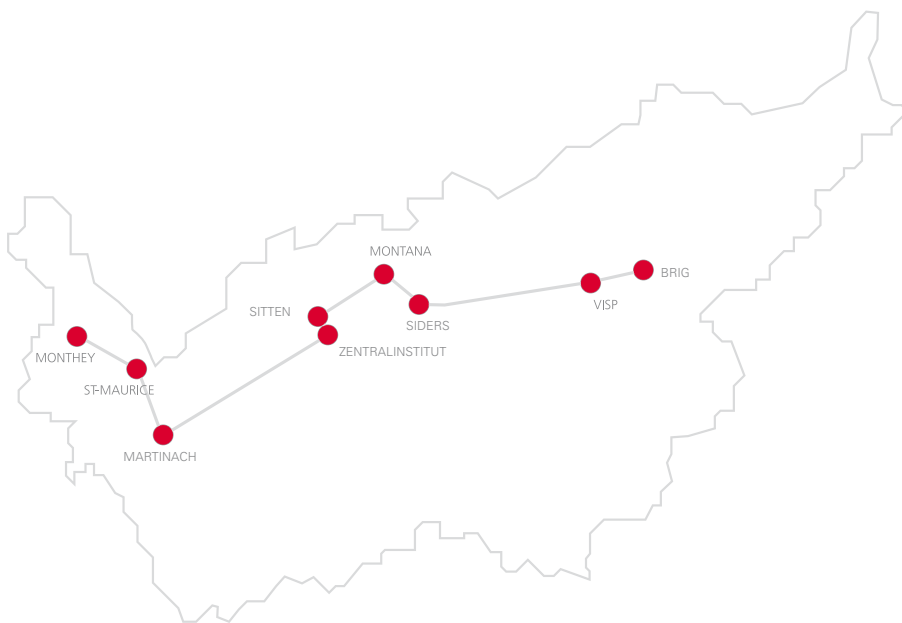 MONTANA
BRIG
VISP
SITTEN
SIDERS
ZENTRALINSTITUT
MONTHEY
ST-MAURICE
MARTINACH